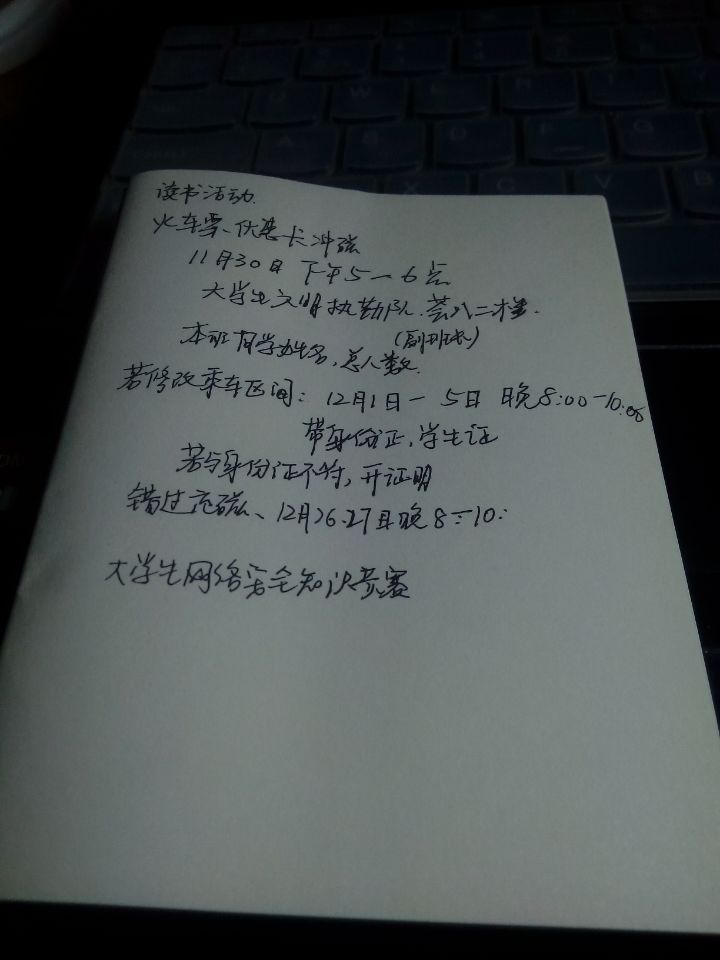 读书活动.
火车票、优惠卡冲磁
11月30日 下午5-6点
大学生文明执勤队.荟八二楼.
本班同学姓名,总人数.
(副班长)
若修改乘车区间: 12月1日- 5日 晚8:00-10:00
带身份证,学生证
若与身份证不符,开证明
错过充磁、12月26.27日晚8:-10:
大学生网络安全知识竞赛